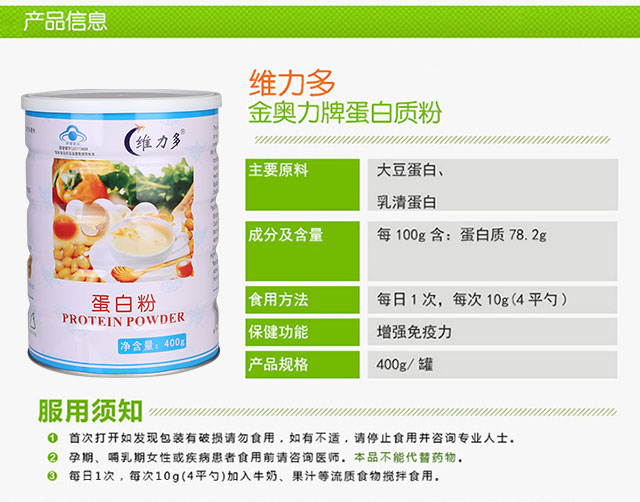 产品信息
维力多
金奥力牌蛋白质粉
维力多®
蛋白粉
PROTEIN POWDER
净含量：400g
主要原料
大豆蛋白、
乳清蛋白
成分及含量
每 100g 含：蛋白质 78.2g
食用方法
每日1次，每次 10g(4 平勺)
保健功能
增强免疫力
产品规格
400g/ 罐
服用须知
1 首次打开如发现包装有破损请勿食用，如有不适，请停止食用并咨询专业人士。
2 孕期、哺乳期女性或疾病患者食用前请咨询医师。本品不能代替药物。
3 每日1次，每次10g(4平勺)加入牛奶、果汁等流质食物搅拌食用。